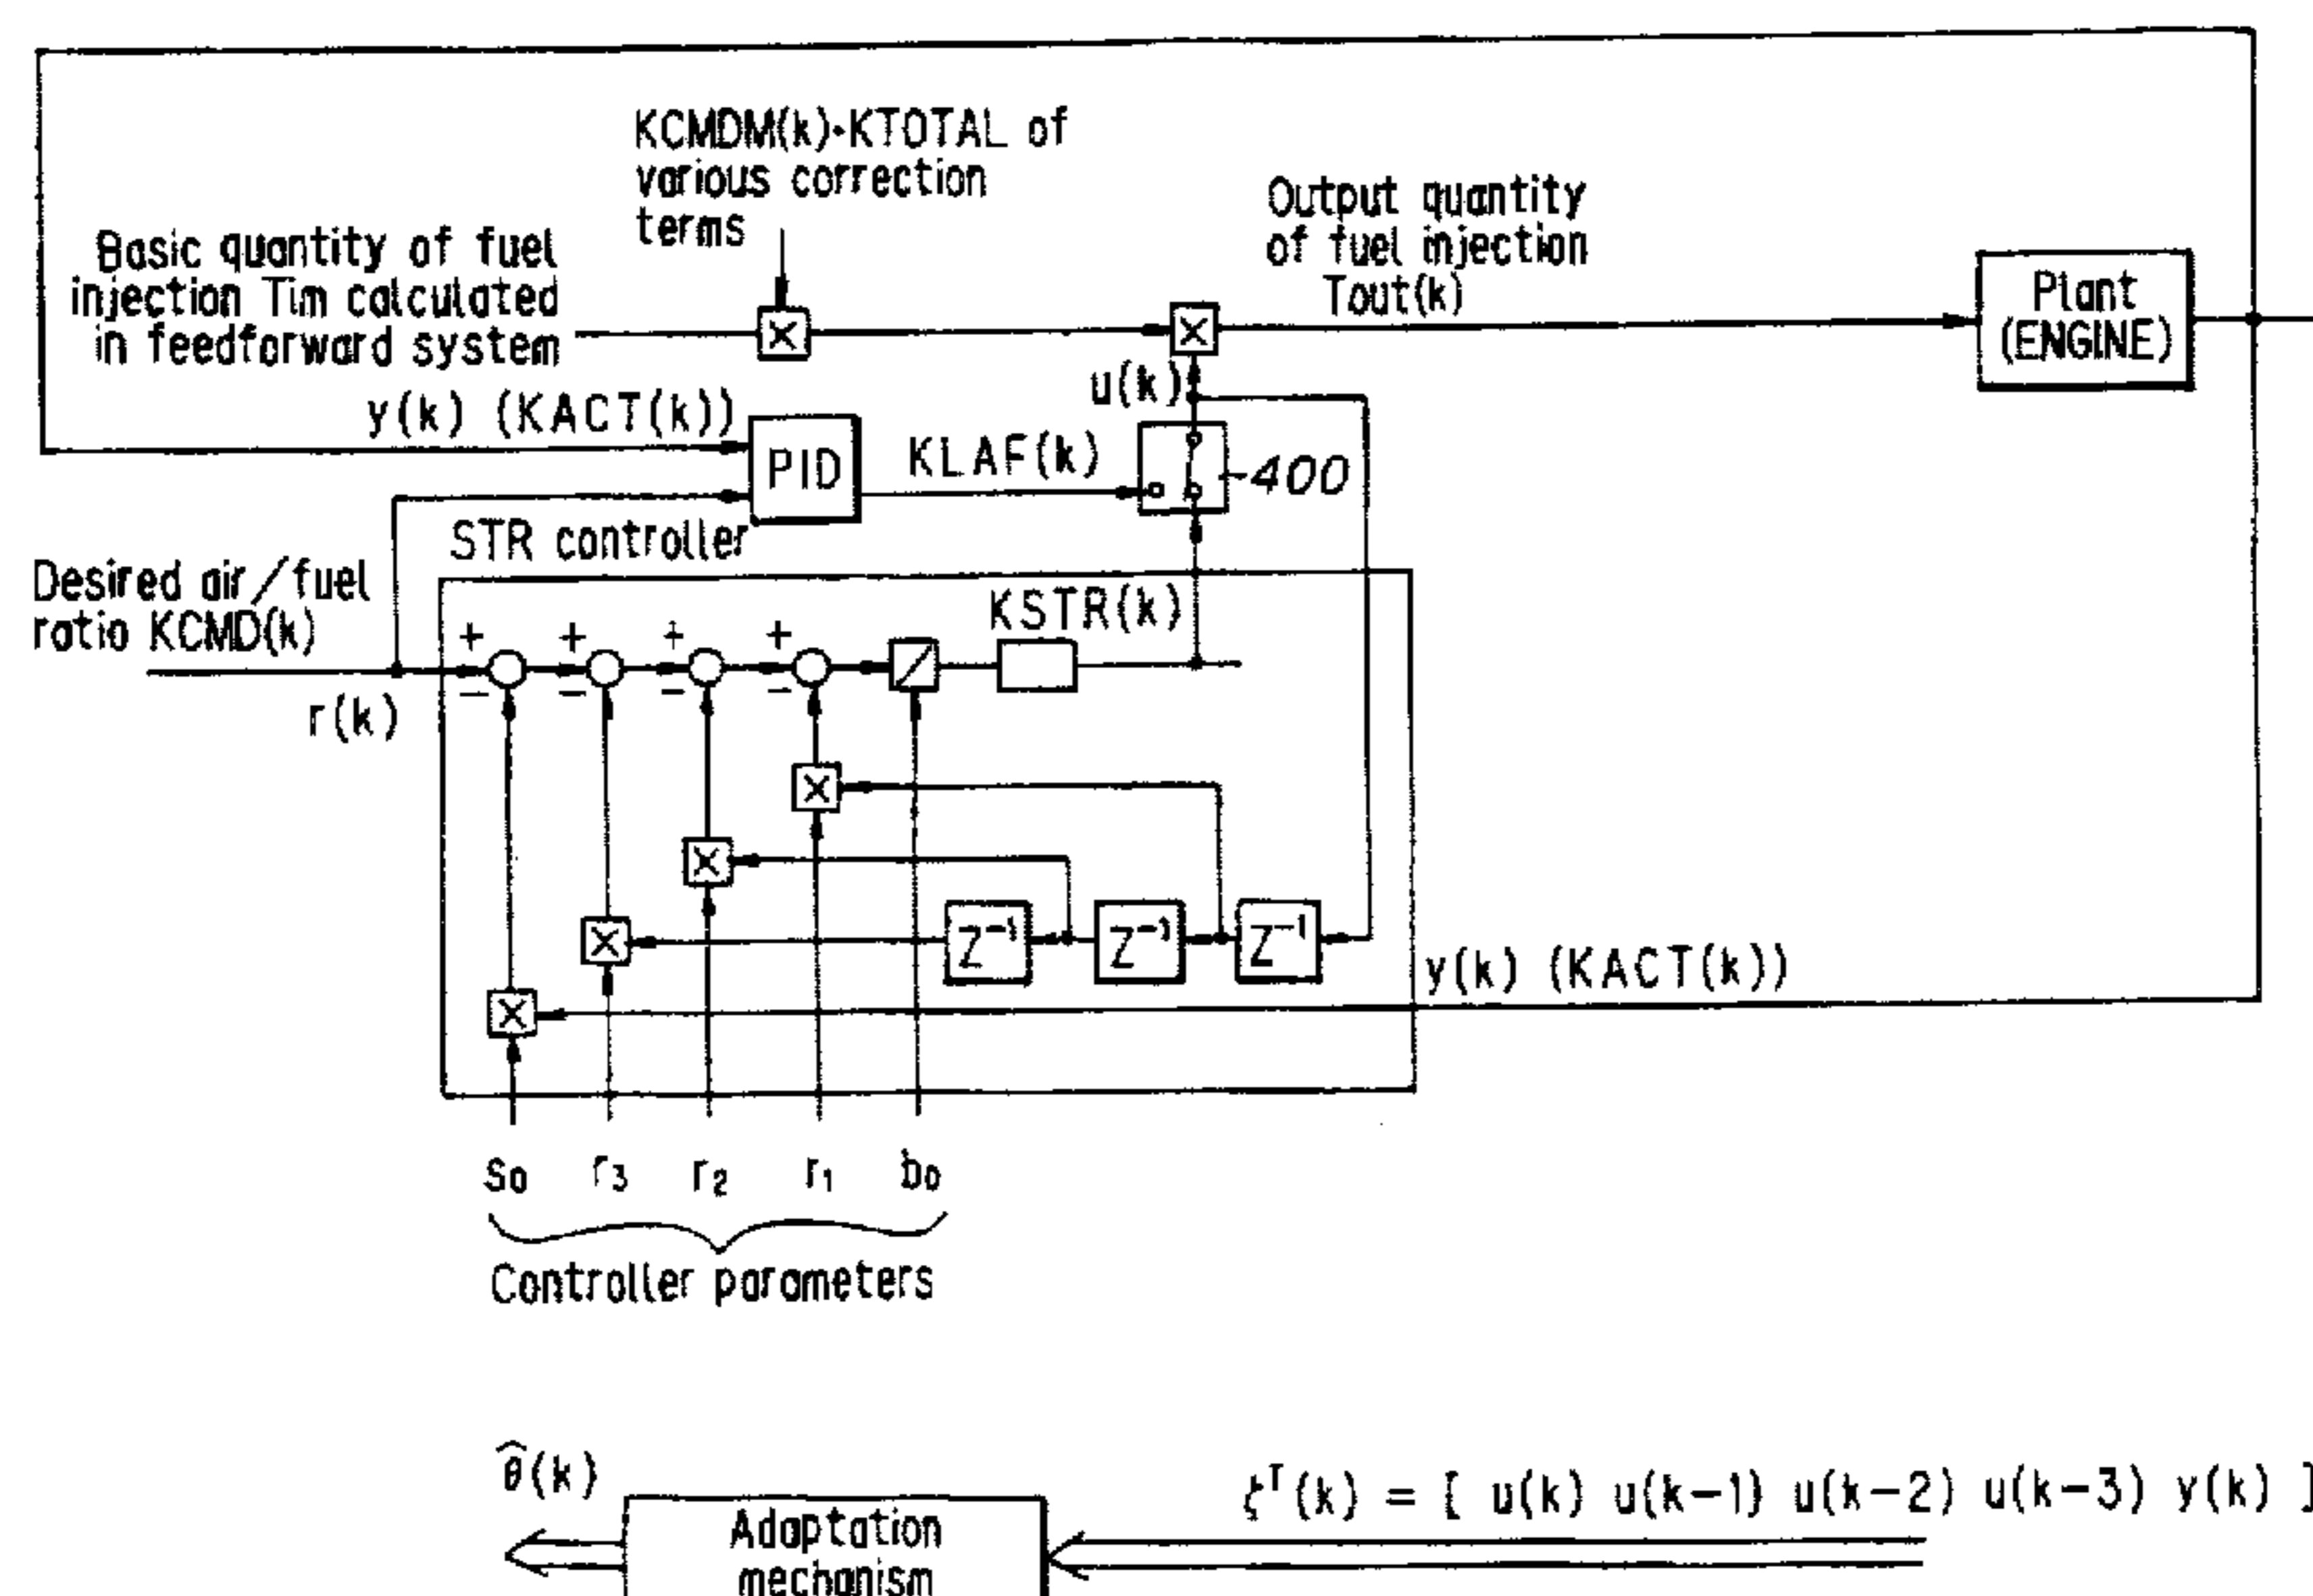 KCMDM(k)·KTOTAL of
various correction
terms
Output quantity
of fuel injection
Tout(k)
Basic quantity of fuel
injection Tim calculated
in feedforward system
Plant
(ENGINE)
×
×
u(k)
y(k) (KACT(k))
PID
KLAF(k)
400
STR controller
Desired air/fuel
ratio KCMD(k)
KSTR(k)
+ + + +
− − − −
r(k)
×
×
×
×
Z⁻¹ Z⁻¹ Z⁻¹
y(k) (KACT(k))
s₀ r₃ r₂ r₁ b₀
Controller parameters
θ̂(k)
ζᵀ(k) = [ u(k) u(k−1) u(k−2) u(k−3) y(k) ]
Adaptation
mechanism